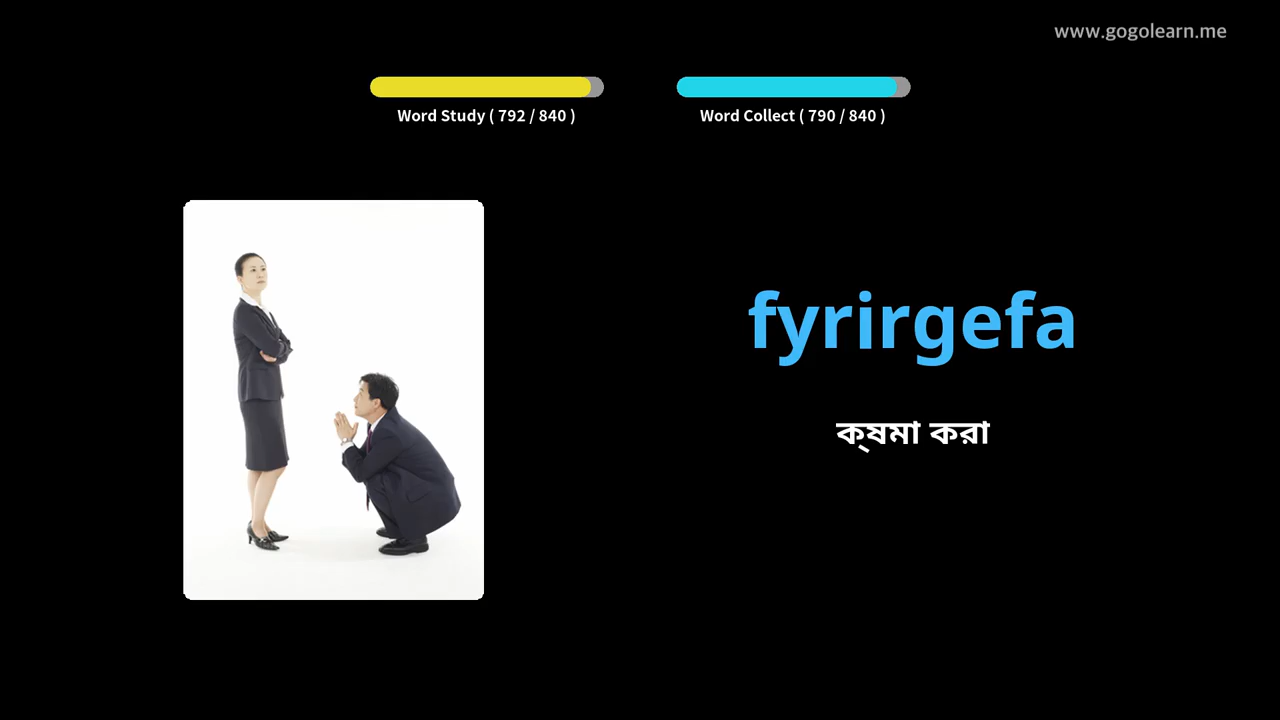 www.gogolearn.me
Word Study ( 792 / 840 )
Word Collect ( 790 / 840 )
fyrirgefa
ক্ষমা করা